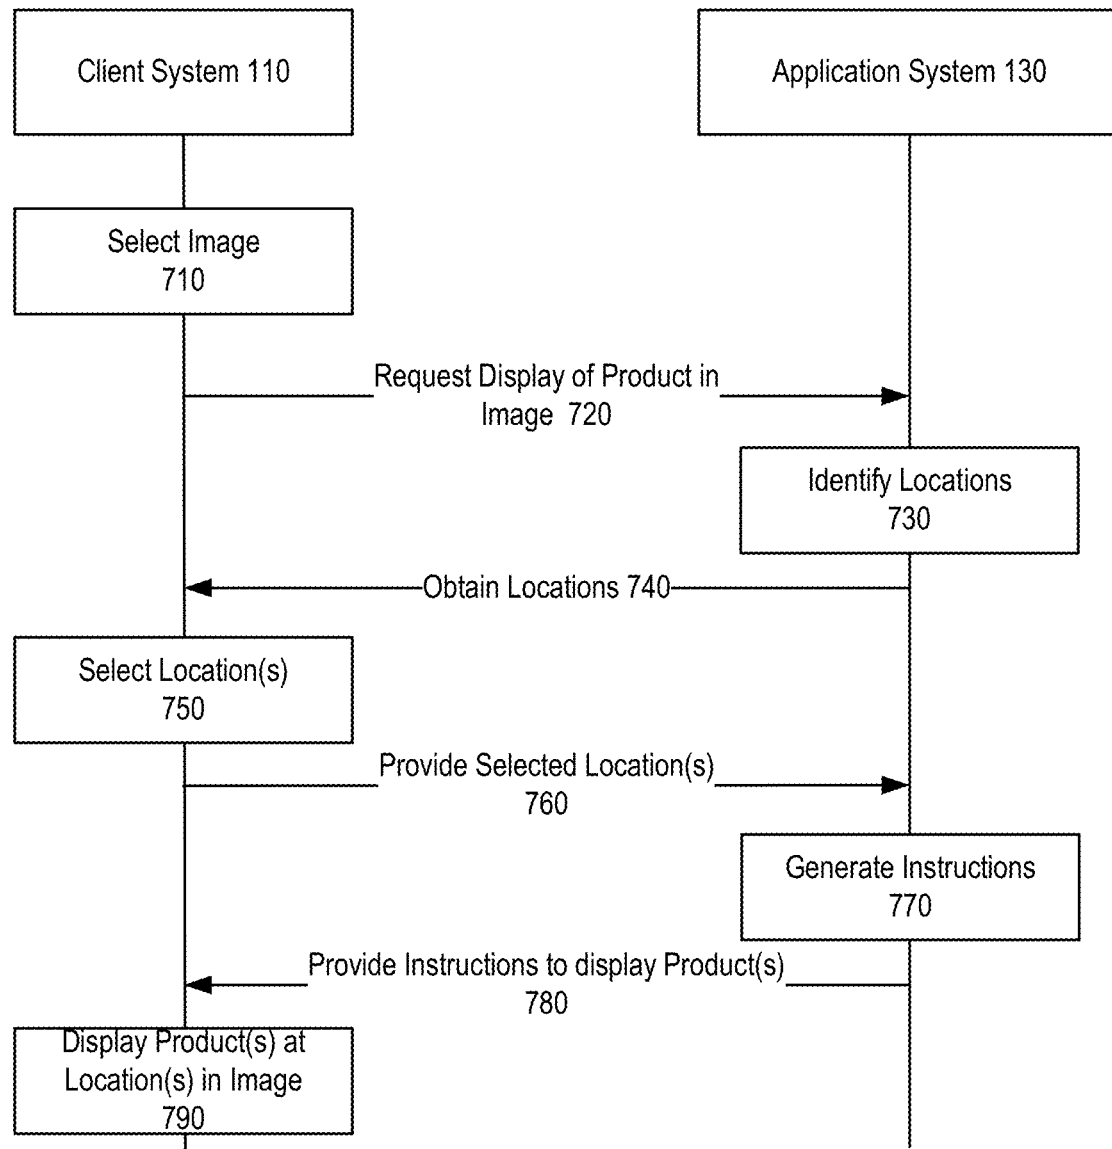 Client System 110
Application System 130
Select Image
710
Request Display of Product in
Image 720
Identify Locations
730
Obtain Locations 740
Select Location(s)
750
Provide Selected Location(s)
760
Generate Instructions
770
Provide Instructions to display Product(s)
780
Display Product(s) at
Location(s) in Image
790